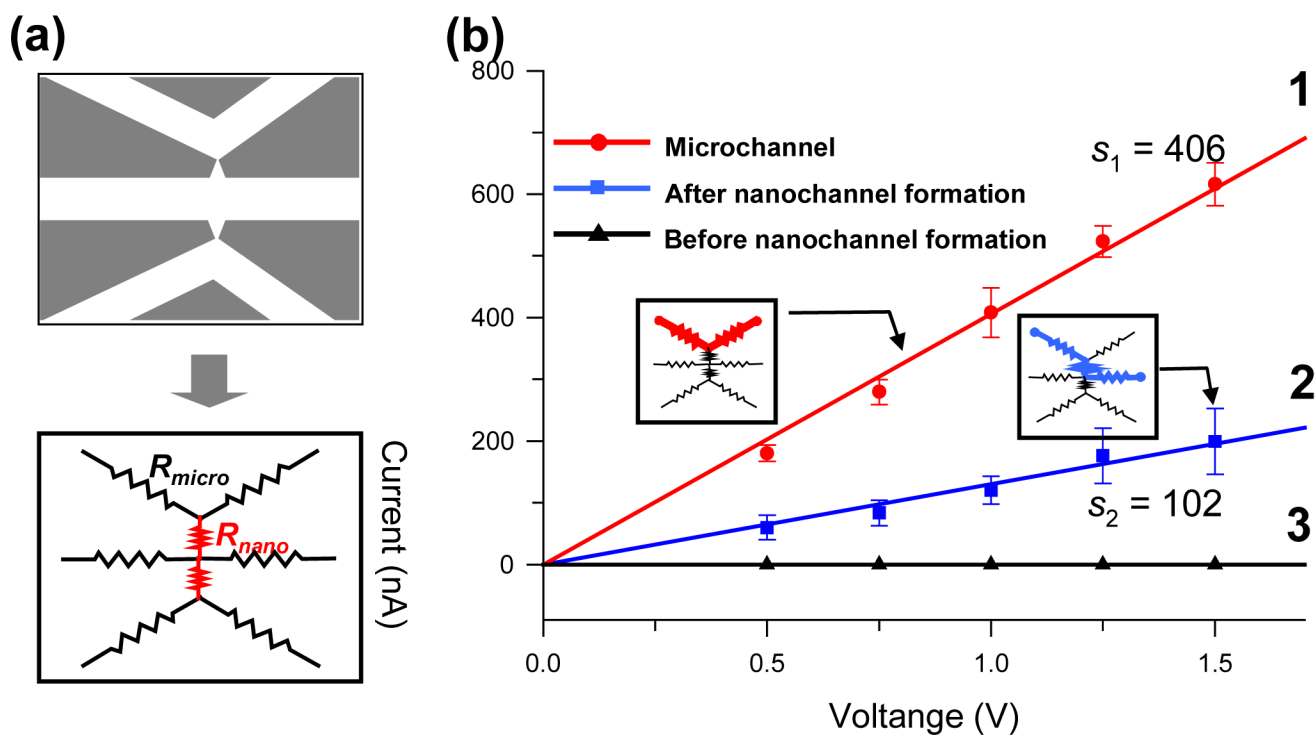 (a)
R_micro
R_nano
(b)
Current (nA)
800
600
400
200
0
Microchannel
After nanochannel formation
Before nanochannel formation
s_1 = 406
1
2
s_2 = 102
3
0.0
0.5
1.0
1.5
Voltange (V)